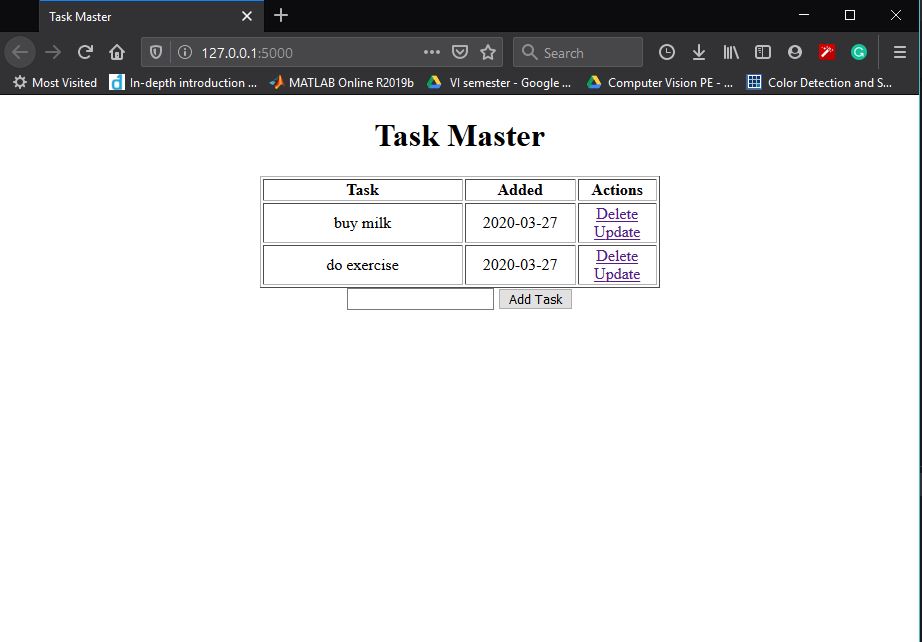 Task Master
127.0.0.1:5000
Search
Most Visited
In-depth introduction ...
MATLAB Online R2019b
VI semester - Google ...
Computer Vision PE - ...
Color Detection and S...
Task Master
Task Added Actions
buy milk 2020-03-27 Delete
Update
do exercise 2020-03-27 Delete
Update
Add Task